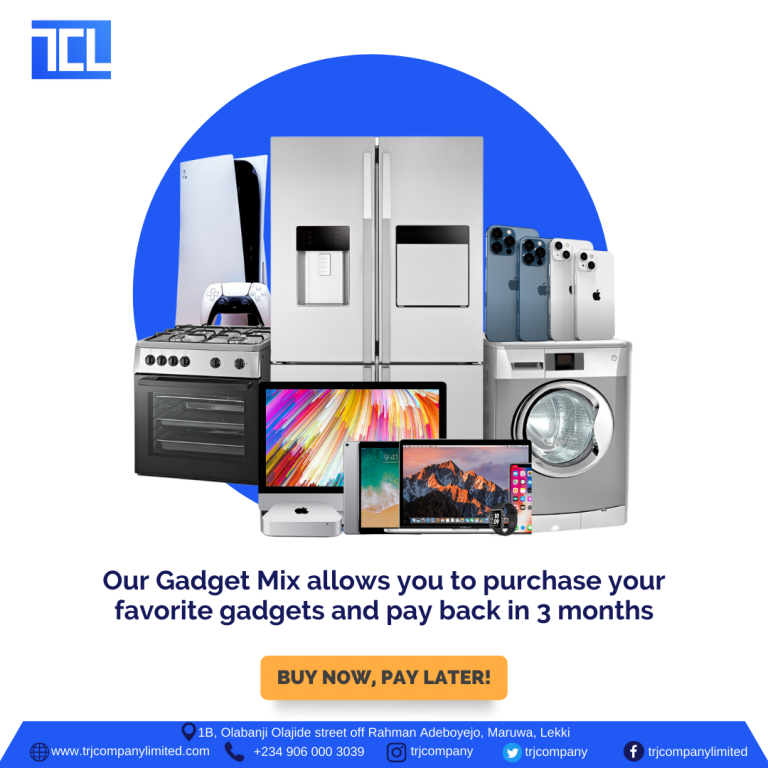 TCL
9:41
Our Gadget Mix allows you to purchase your
favorite gadgets and pay back in 3 months
BUY NOW, PAY LATER!
1B, Olabanji Olajide street off Rahman Adeboyejo, Maruwa, Lekki
www.trjcompanylimited.com +234 906 000 3039 trjcompany trjcompany trjcompanylimited